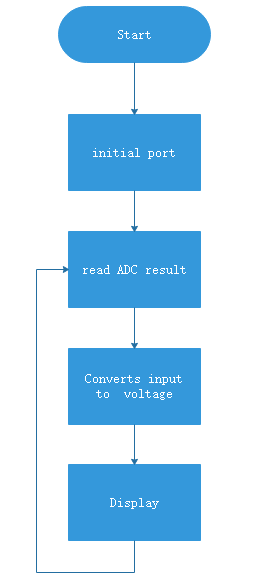 Start
initial port
read ADC result
Converts input
to voltage
Display